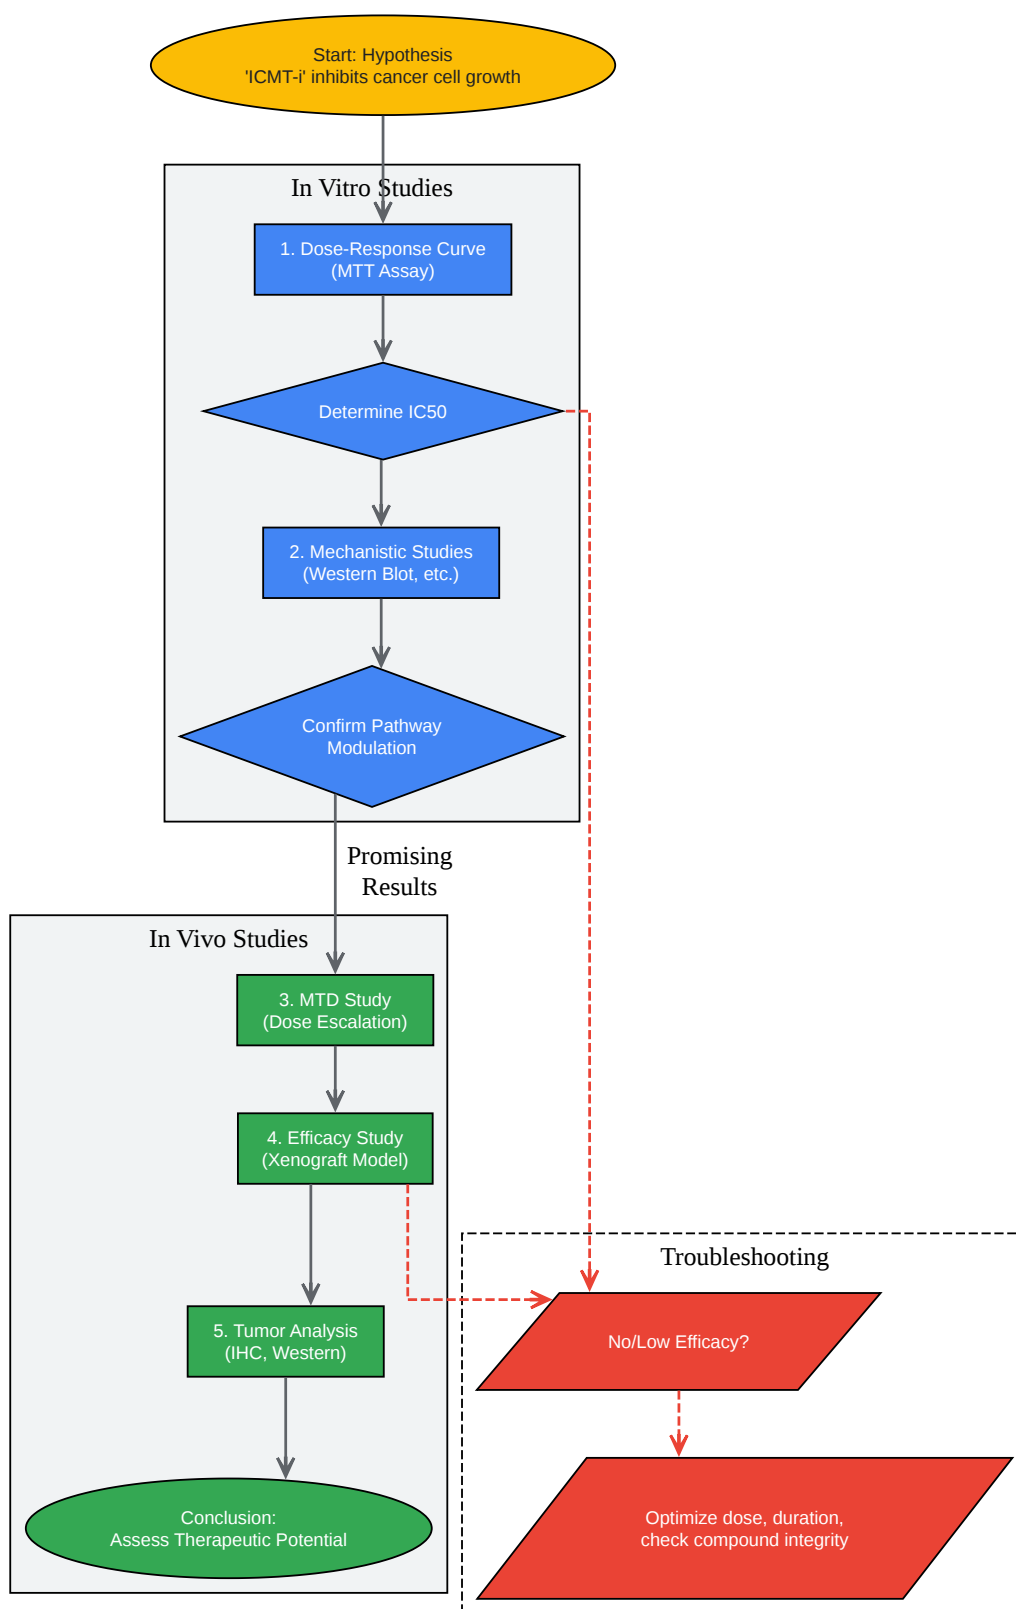 Start: Hypothesis
'ICMT-i' inhibits cancer cell growth
In Vitro Studies
1. Dose-Response Curve
(MTT Assay)
Determine IC50
2. Mechanistic Studies
(Western Blot, etc.)
Confirm Pathway
Modulation
Promising
Results
In Vivo Studies
3. MTD Study
(Dose Escalation)
4. Efficacy Study
(Xenograft Model)
5. Tumor Analysis
(IHC, Western)
Conclusion:
Assess Therapeutic Potential
Troubleshooting
No/Low Efficacy?
Optimize dose, duration,
check compound integrity